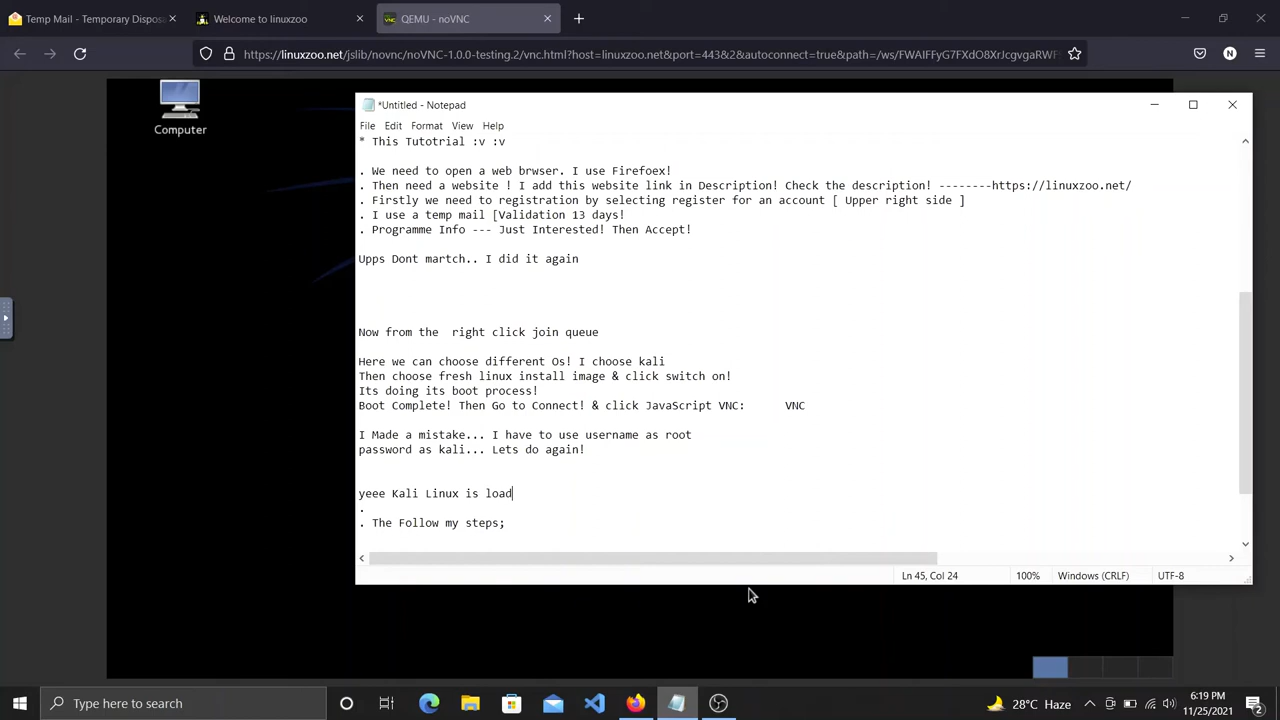 Temp Mail - Temporary Dispos
Welcome to linuxzoo
QEMU - noVNC
https://linuxzoo.net/jslib/novnc/noVNC-1.0.0-testing.2/vnc.html?host=linuxzoo.net&port=443&2&autoconnect=true&path=/ws/FWAIFFyG7FXdO8XrJcgvgaRWF
N
Computer
*Untitled - Notepad
File Edit Format View Help
* This Tutotrial :v :v
. We need to open a web brwser. I use Firefoex!
. Then need a website ! I add this website link in Description! Check the description! --------https://linuxzoo.net/
. Firstly we need to registration by selecting register for an account [ Upper right side ]
. I use a temp mail [Validation 13 days!
. Programme Info --- Just Interested! Then Accept!
Upps Dont martch.. I did it again
Now from the  right click join queue
Here we can choose different Os! I choose kali
Then choose fresh linux install image & click switch on!
Its doing its boot process!
Boot Complete! Then Go to Connect! & click JavaScript VNC:      VNC
I Made a mistake... I have to use username as root
password as kali... Lets do again!
yeee Kali Linux is load
.
. The Follow my steps;
Ln 45, Col 24 100% Windows (CRLF) UTF-8
Type here to search
28°C Haze
6:19 PM
11/25/2021
2